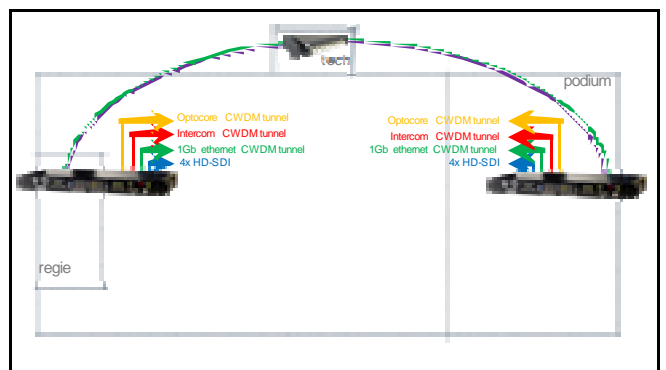 tech
podium
Optocore CWDM tunnel
Intercom CWDM tunnel
1Gb ethernet CWDM tunnel
4x HD-SDI
Optocore CWDM tunnel
Intercom CWDM tunnel
1Gb ethernet CWDM tunnel
4x HD-SDI
regie